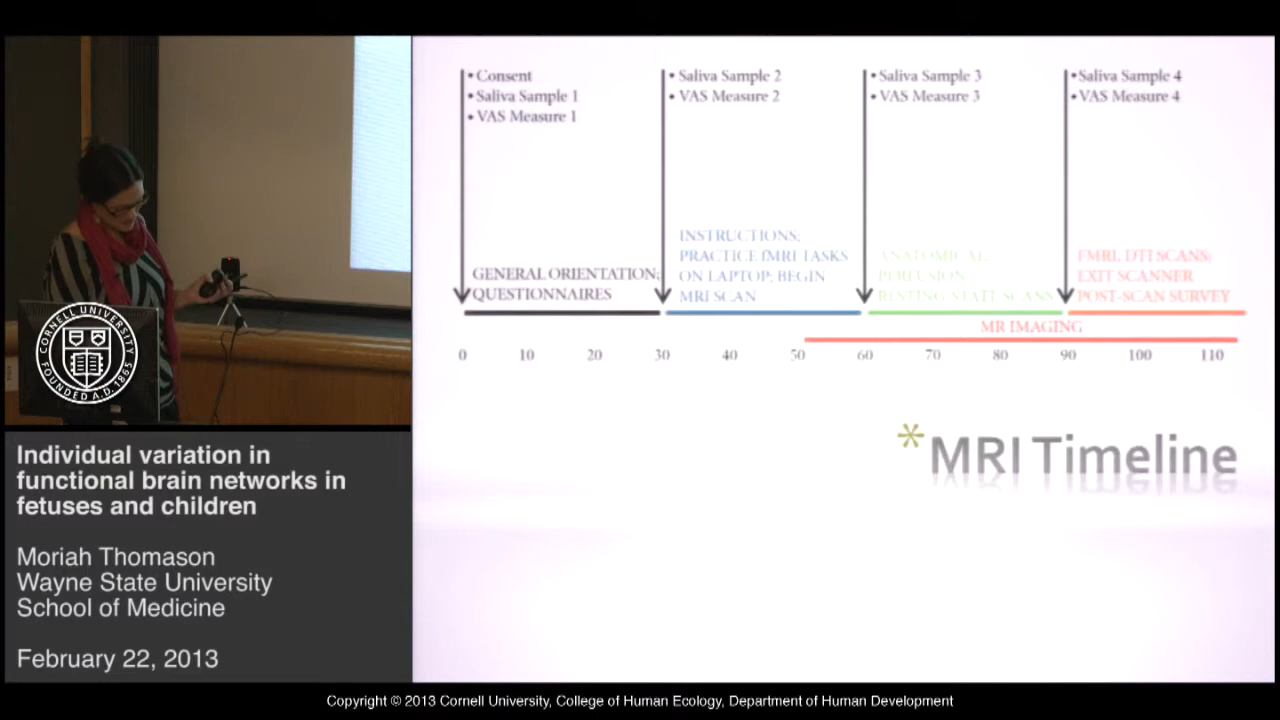 • Consent
• Saliva Sample 1
• VAS Measure 1
• Saliva Sample 2
• VAS Measure 2
• Saliva Sample 3
• VAS Measure 3
• Saliva Sample 4
• VAS Measure 4
GENERAL ORIENTATION;
QUESTIONNAIRES
INSTRUCTIONS;
PRACTICE fMRI TASKS
ON LAPTOP; BEGIN
MRI SCAN
ANATOMICAL
PERFUSION
RESTING STATE SCANS
FMRI, DTI SCANS;
EXIT SCANNER
POST-SCAN SURVEY
MR IMAGING
0 10 20 30 40 50 60 70 80 90 100 110
*MRI Timeline
CORNELL UNIVERSITY
FOUNDED A.D. 1865
Individual variation in
functional brain networks in
fetuses and children
Moriah Thomason
Wayne State University
School of Medicine
February 22, 2013
Copyright © 2013 Cornell University, College of Human Ecology, Department of Human Development